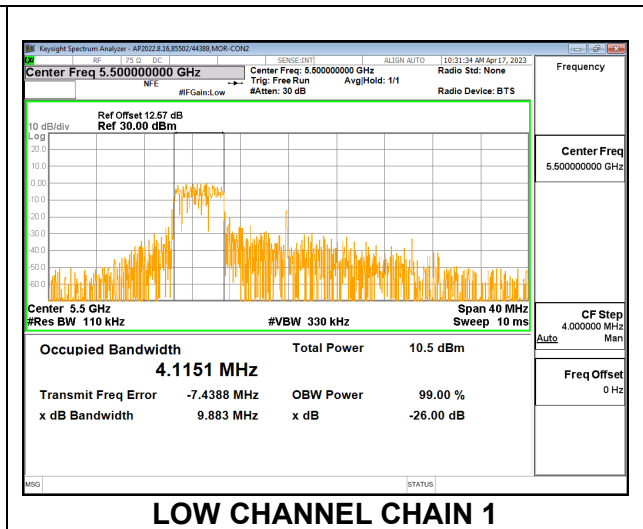 Keysight Spectrum Analyzer - AP2022.8.16,85502/44389,MOR-CON2
RF 75 Ω DC SENSE:INT ALIGN AUTO 10:31:34 AM Apr 17, 2023
Center Freq 5.500000000 GHz
NFE
#IFGain:Low
Center Freq: 5.500000000 GHz
Trig: Free Run Avg|Hold: 1/1
#Atten: 30 dB
Radio Std: None
Radio Device: BTS
Frequency
Ref Offset 12.57 dB
10 dB/div Ref 30.00 dBm
Log
20.0
10.0
0.00
-10.0
-20.0
-30.0
-40.0
-50.0
-60.0
Center 5.5 GHz Span 40 MHz
#Res BW 110 kHz #VBW 330 kHz Sweep 10 ms
Center Freq
5.500000000 GHz
CF Step
4.000000 MHz
Auto Man
Freq Offset
0 Hz
Occupied Bandwidth Total Power 10.5 dBm
4.1151 MHz
Transmit Freq Error -7.4388 MHz OBW Power 99.00 %
x dB Bandwidth 9.883 MHz x dB -26.00 dB
MSG STATUS
LOW CHANNEL CHAIN 1